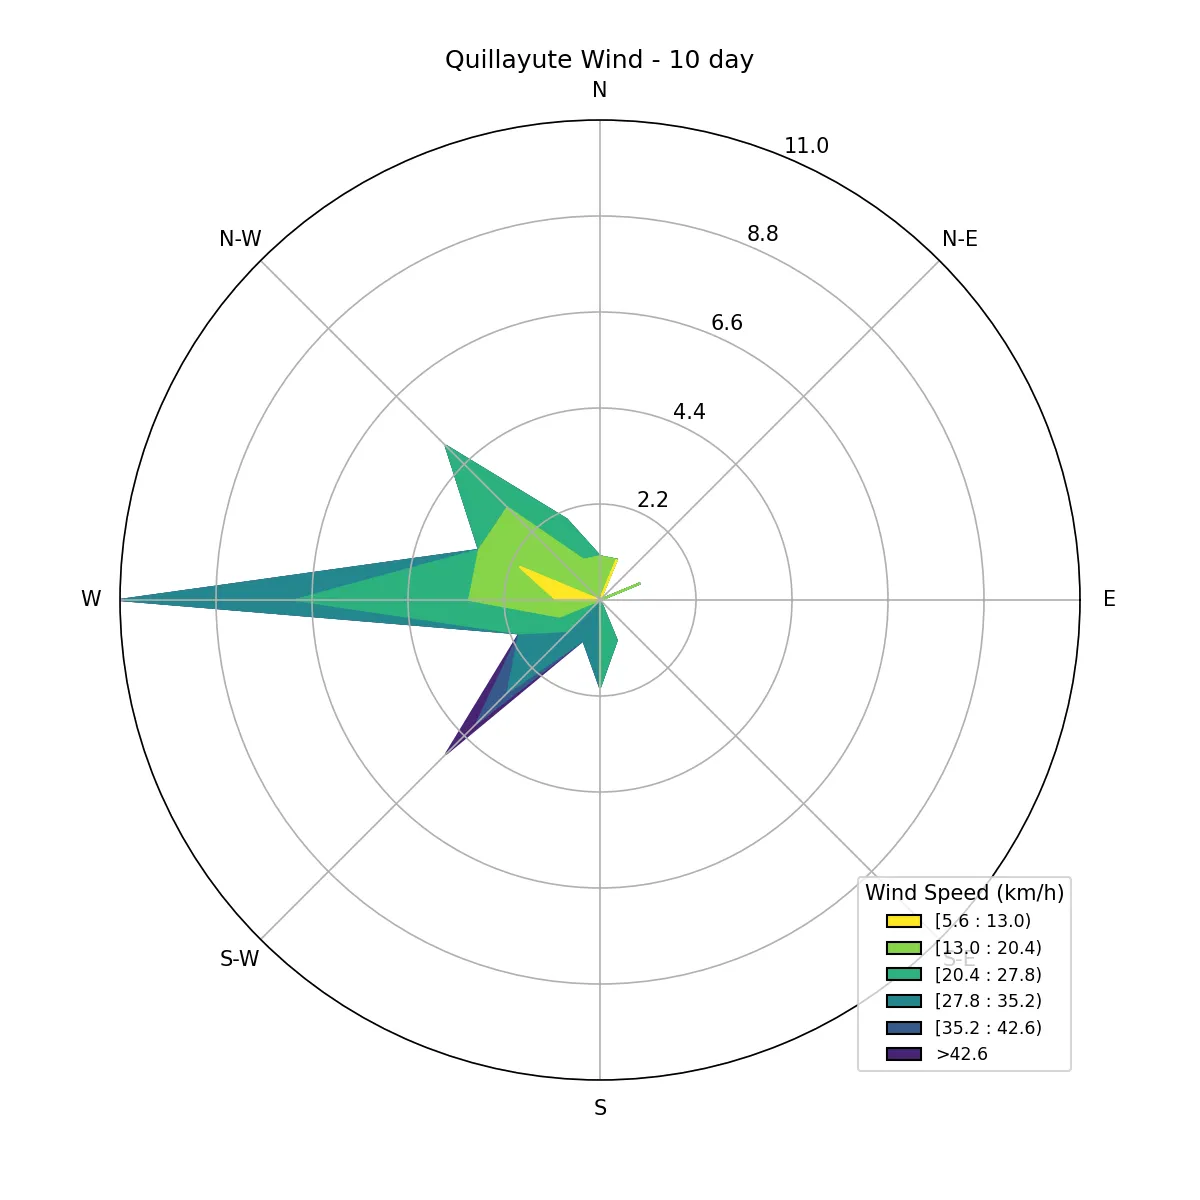 Quillayute Wind - 10 day
N
11.0
N-W
8.8
N-E
6.6
4.4
2.2
W
E
S-W
S-E
Wind Speed (km/h)
[5.6 : 13.0)
[13.0 : 20.4)
[20.4 : 27.8)
[27.8 : 35.2)
[35.2 : 42.6)
>42.6
S